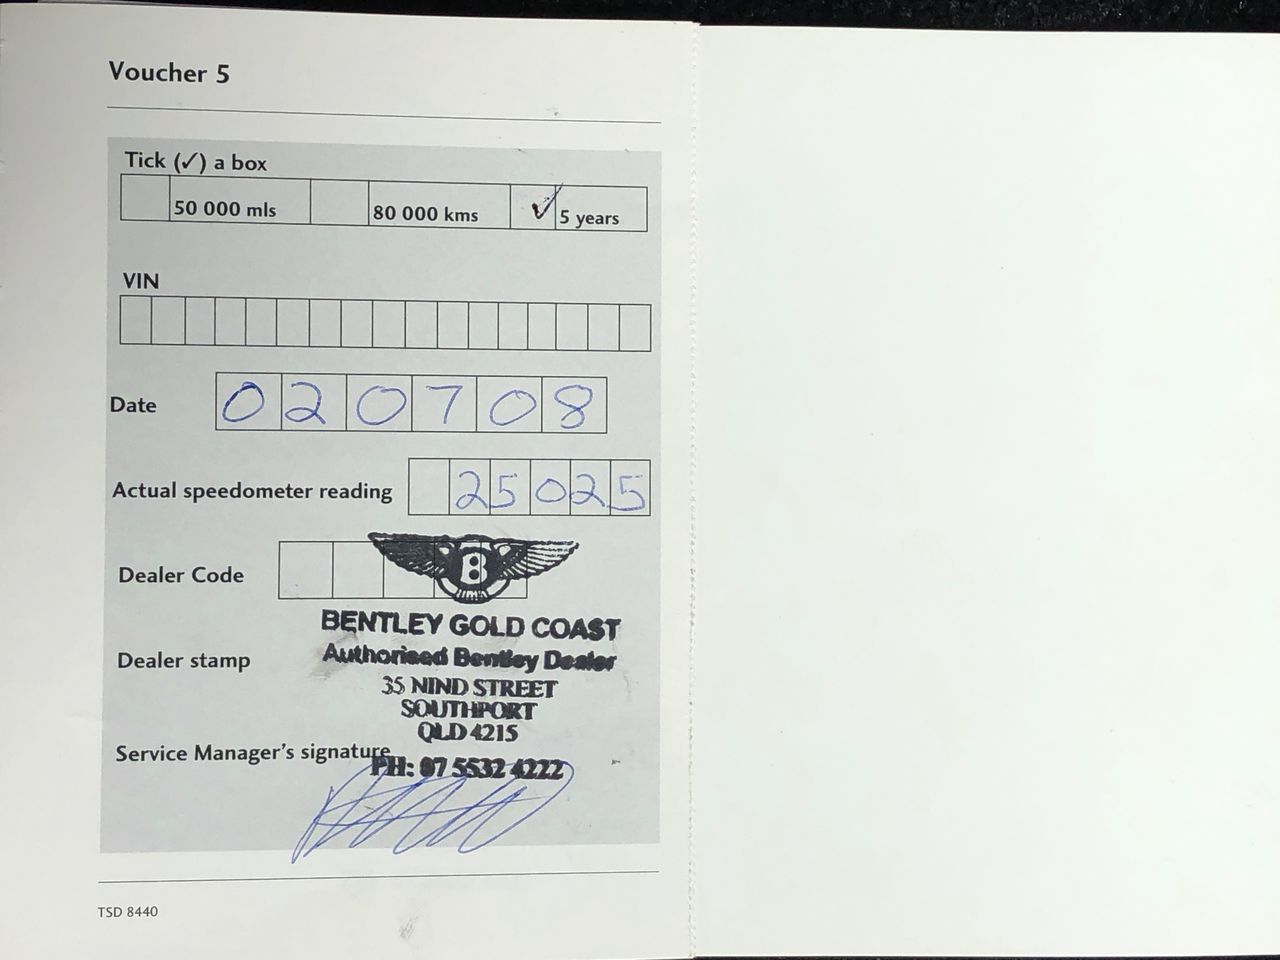 Voucher 5
Tick (✓) a box
50 000 mls 80 000 kms ✓ 5 years
VIN
Date 020708
Actual speedometer reading 25025
Dealer Code
B
BENTLEY GOLD COAST
Authorised Bentley Dealer
Dealer stamp
35 NIND STREET
SOUTHPORT
QLD 4215
Service Manager's signature
PH: 07 5532 4222
TSD 8440